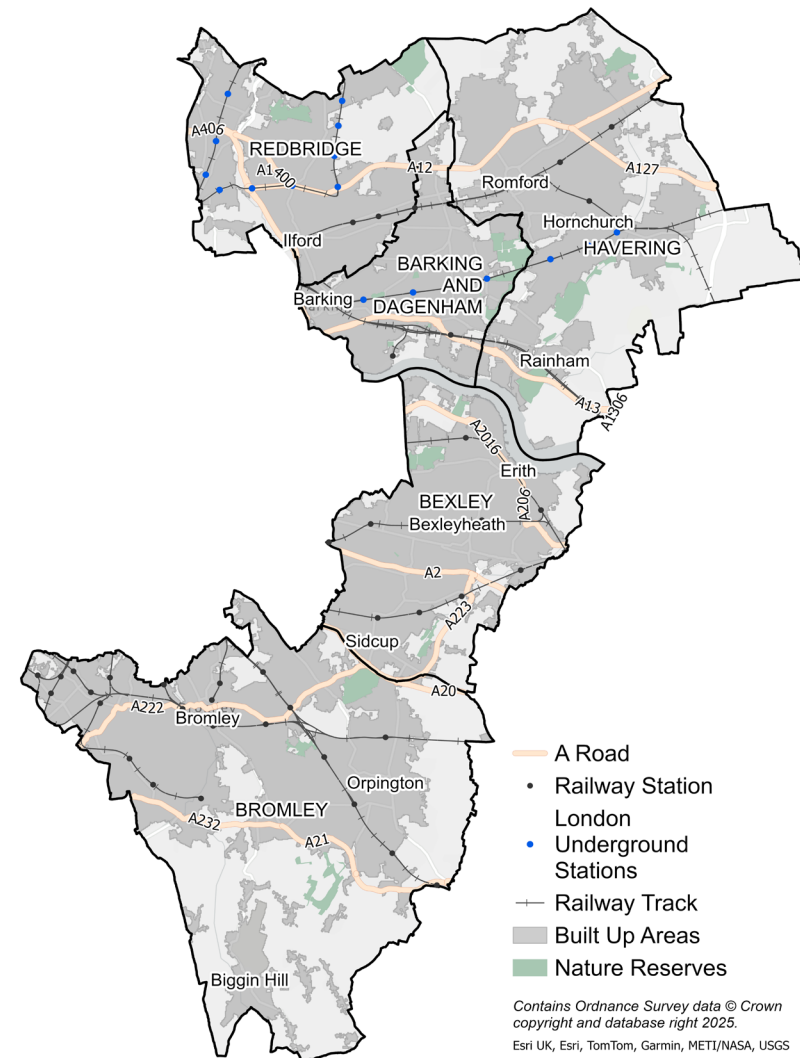 A406
REDBRIDGE
A1400
A12
Romford
A127
Ilford
Hornchurch
HAVERING
BARKING
AND
DAGENHAM
Barking
Rainham
A13
A1306
A2016
Erith
A206
BEXLEY
Bexleyheath
A2
A223
Sidcup
A20
A222
Bromley
Orpington
BROMLEY
A232
A21
Biggin Hill
A Road
Railway Station
London
Underground
Stations
Railway Track
Built Up Areas
Nature Reserves
Contains Ordnance Survey data © Crown
copyright and database right 2025.
Esri UK, Esri, TomTom, Garmin, METI/NASA, USGS